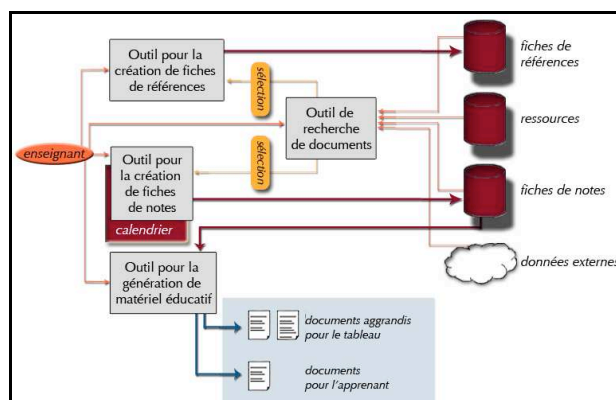 Outil pour la
création de fiches
de références
sélection
fiches de
références
Outil de
recherche
de documents
ressources
enseignant
sélection
Outil pour
la création
de fiches
de notes
calendrier
fiches de notes
Outil pour la
génération de
matériel éducatif
données externes
documents aggrandis
pour le tableau
documents
pour l'apprenant